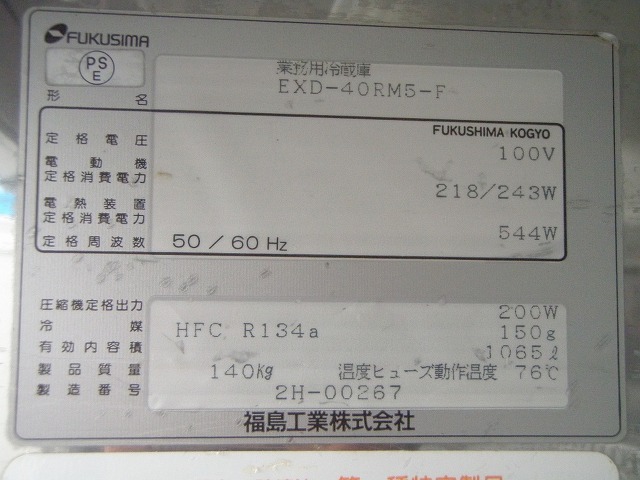 FUKUSIMA
PS E
業務用冷蔵庫
形名 EXD-40RM5-F
FUKUSHIMA KOGYO
定格電圧 100V
電動機
定格消費電力 218/243W
電熱装置
定格消費電力 544W
定格周波数 50/60Hz
圧縮機定格出力 200W
冷媒 HFC R134a 150g
有効内容積 1065ℓ
製品質量 140kg 温度ヒューズ動作温度 76℃
製造番号 2H-00267
福島工業株式会社